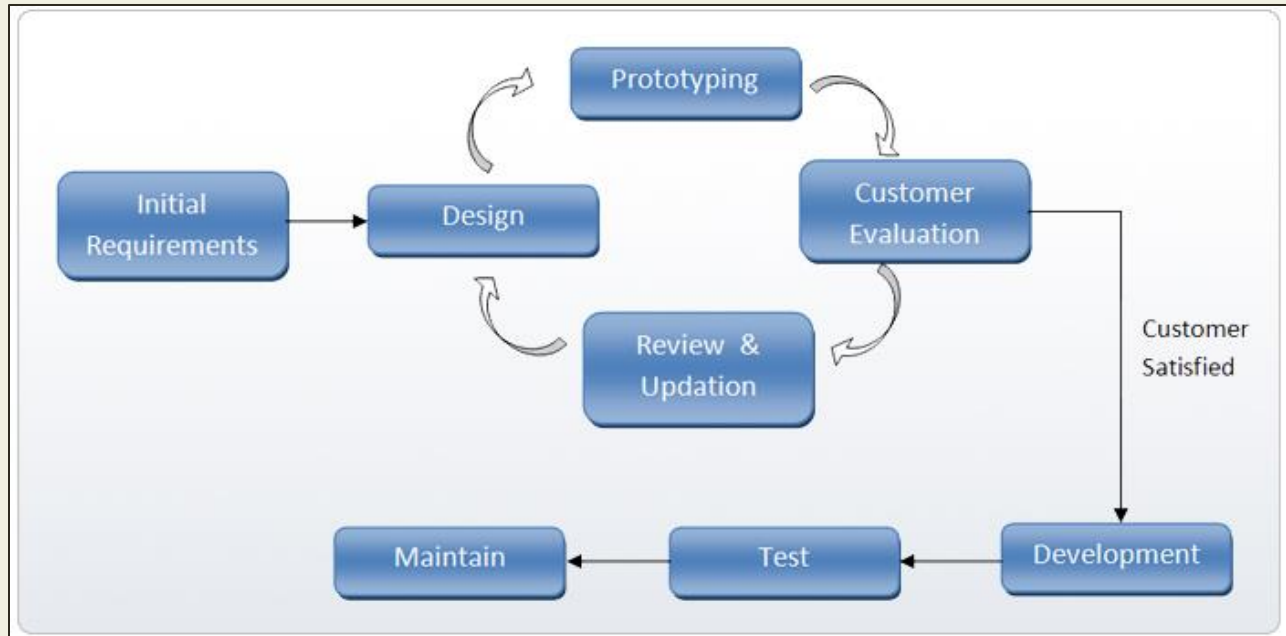 Prototyping
Initial
Requirements
Design
Customer
Evaluation
Review & 
Updation
Customer
Satisfied
Maintain
Test
Development